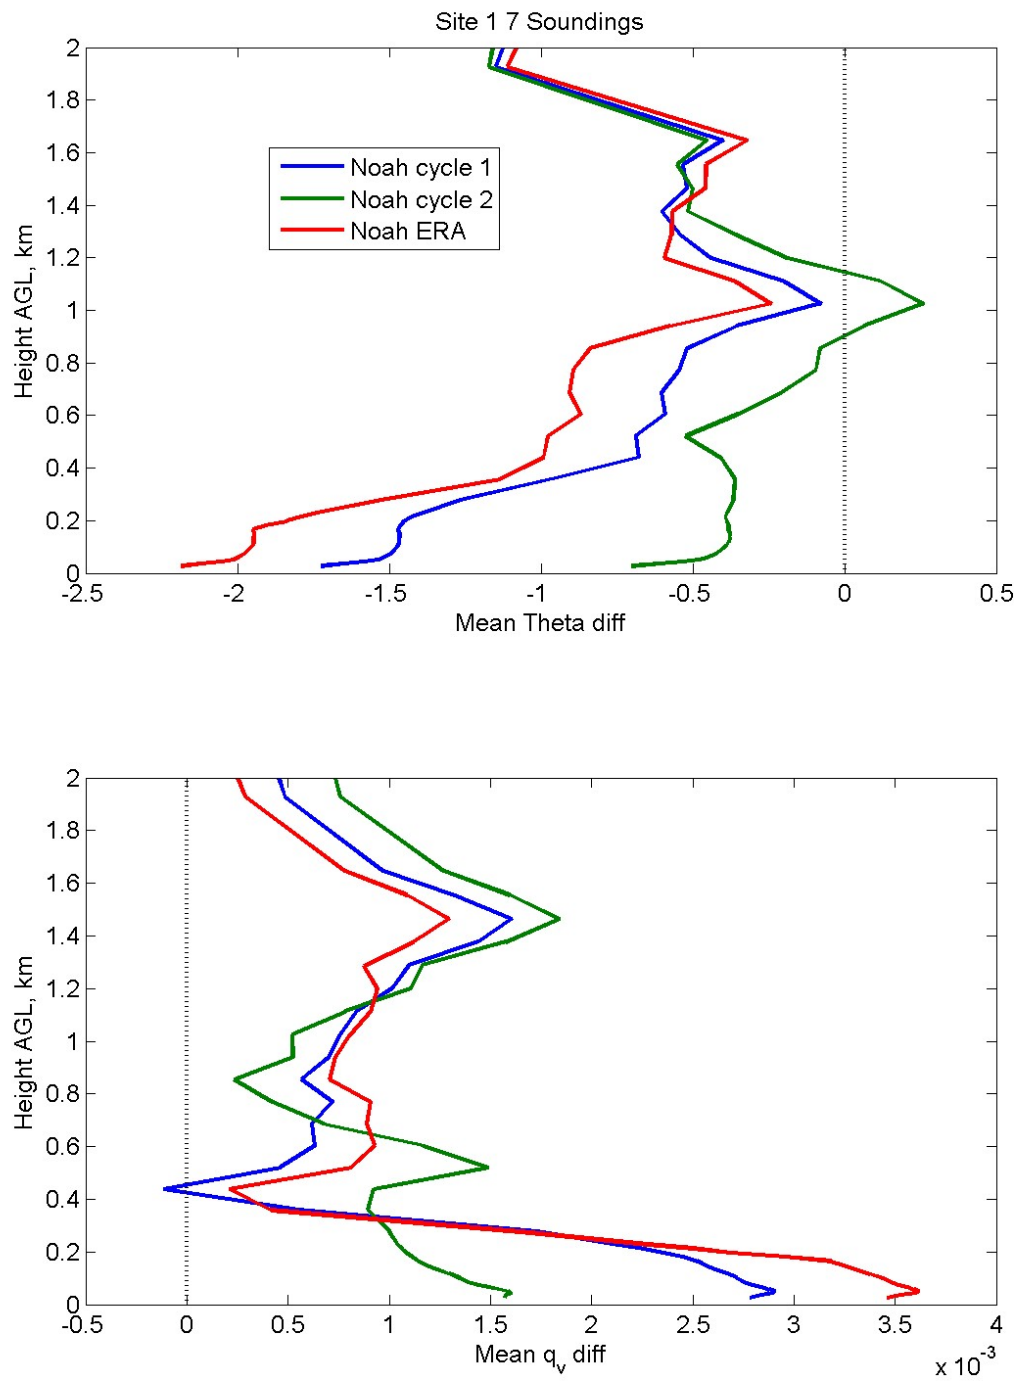 Site 1 7 Soundings
2
1.8
1.6
1.4
1.2
1
0.8
0.6
0.4
0.2
0
Height AGL, km
Noah cycle 1
Noah cycle 2
Noah ERA
-2.5 -2 -1.5 -1 -0.5 0 0.5
Mean Theta diff
2
1.8
1.6
1.4
1.2
1
0.8
0.6
0.4
0.2
0
Height AGL, km
-0.5 0 0.5 1 1.5 2 2.5 3 3.5 4
Mean qv diff
x 10-3